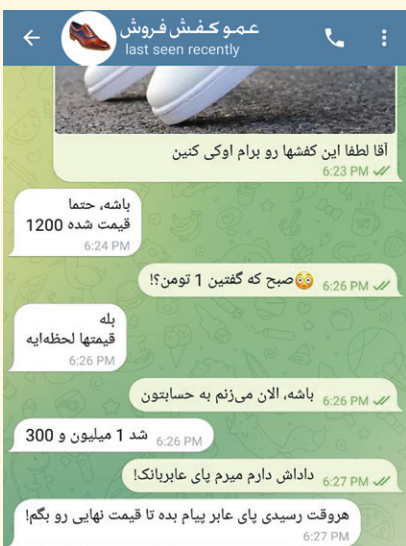 عمو کفش فروش
last seen recently
آقا لطفا این کفشها رو برام اوکی کنین
6:23 PM
باشه، حتما
قیمت شده 1200
6:24 PM
😳صبح که گفتین 1 تومن؟!
6:26 PM
بله
قیمتها لحظه‌ایه
6:26 PM
باشه، الان می‌زنم به حسابتون
6:26 PM
شد 1 میلیون و 300
6:26 PM
داداش دارم میرم پای عابربانک!
6:27 PM
هروقت رسیدی پای عابر پیام بده تا قیمت نهایی رو بگم!
6:27 PM